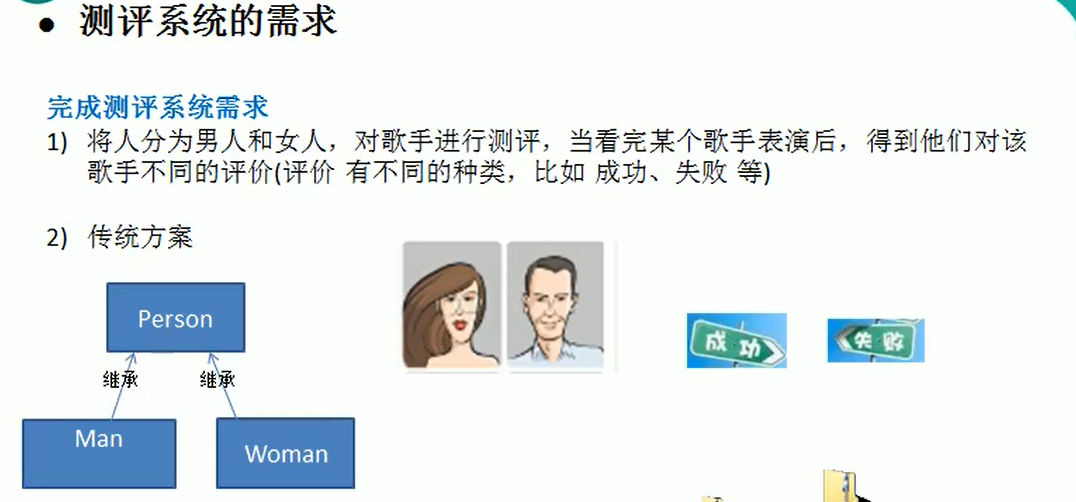 ● 测评系统的需求
完成测评系统需求
1) 将人分为男人和女人，对歌手进行测评，当看完某个歌手表演后，得到他们对该
歌手不同的评价(评价 有不同的种类，比如 成功、失败 等)
2) 传统方案
Person
成功
失败
继承 继承
Man
Woman